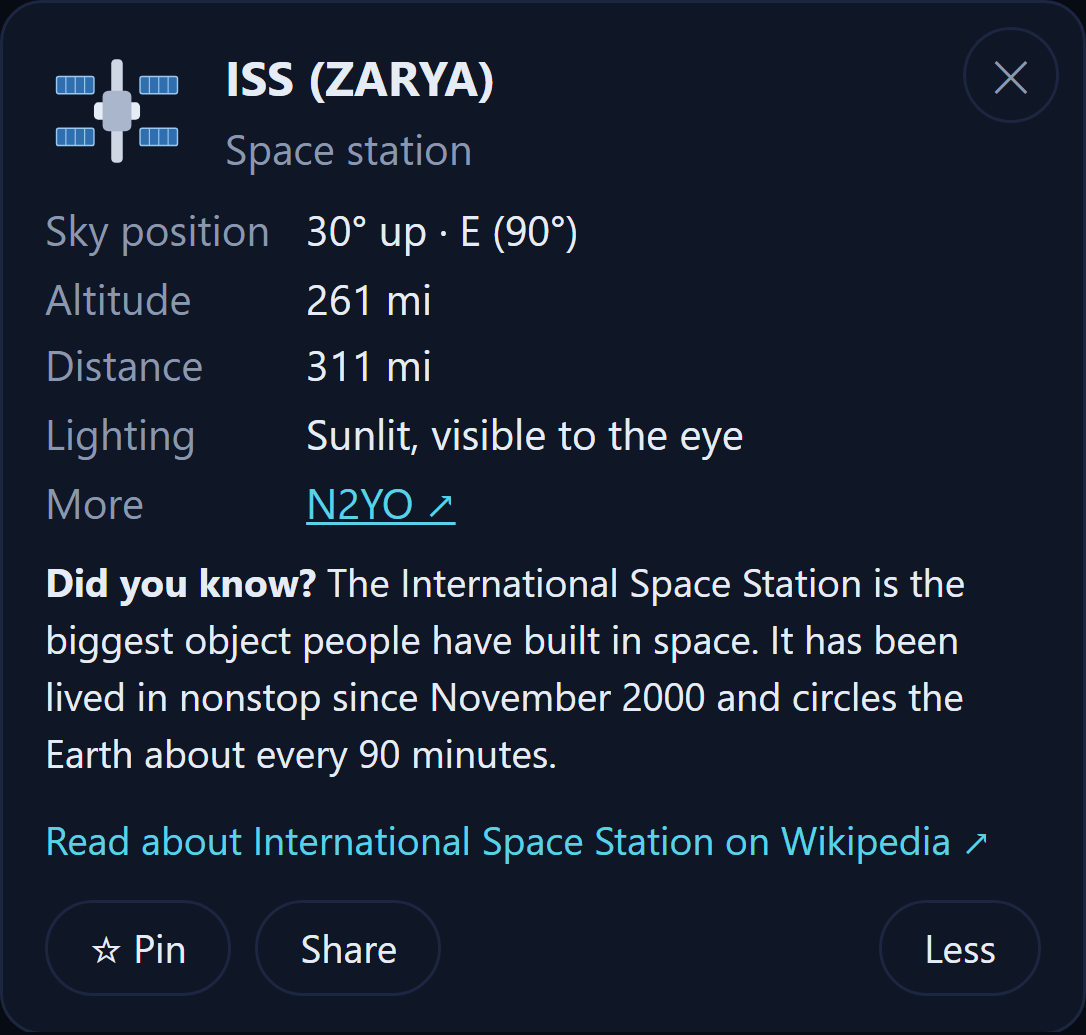 ISS (ZARYA)
Space station
Sky position 30° up · E (90°)
Altitude 261 mi
Distance 311 mi
Lighting Sunlit, visible to the eye
More N2YO ↗
Did you know? The International Space Station is the
biggest object people have built in space. It has been
lived in nonstop since November 2000 and circles the
Earth about every 90 minutes.
Read about International Space Station on Wikipedia ↗
☆ Pin Share Less